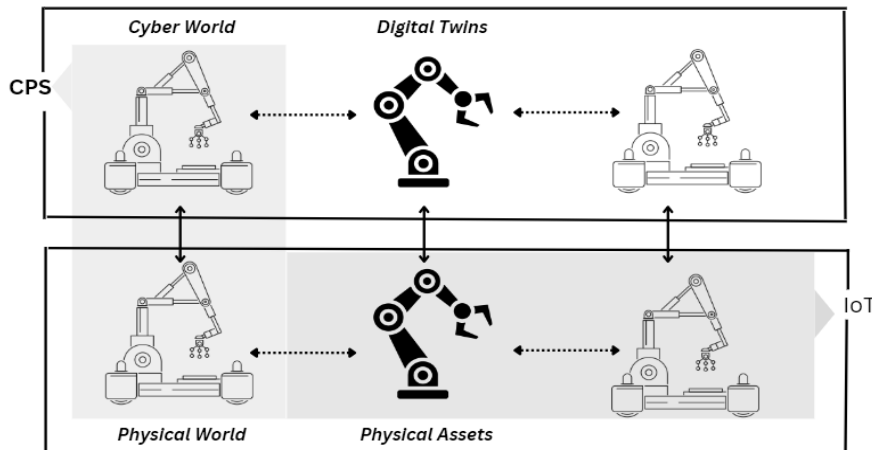 Cyber World
Digital Twins
CPS
IoT
Physical World
Physical Assets